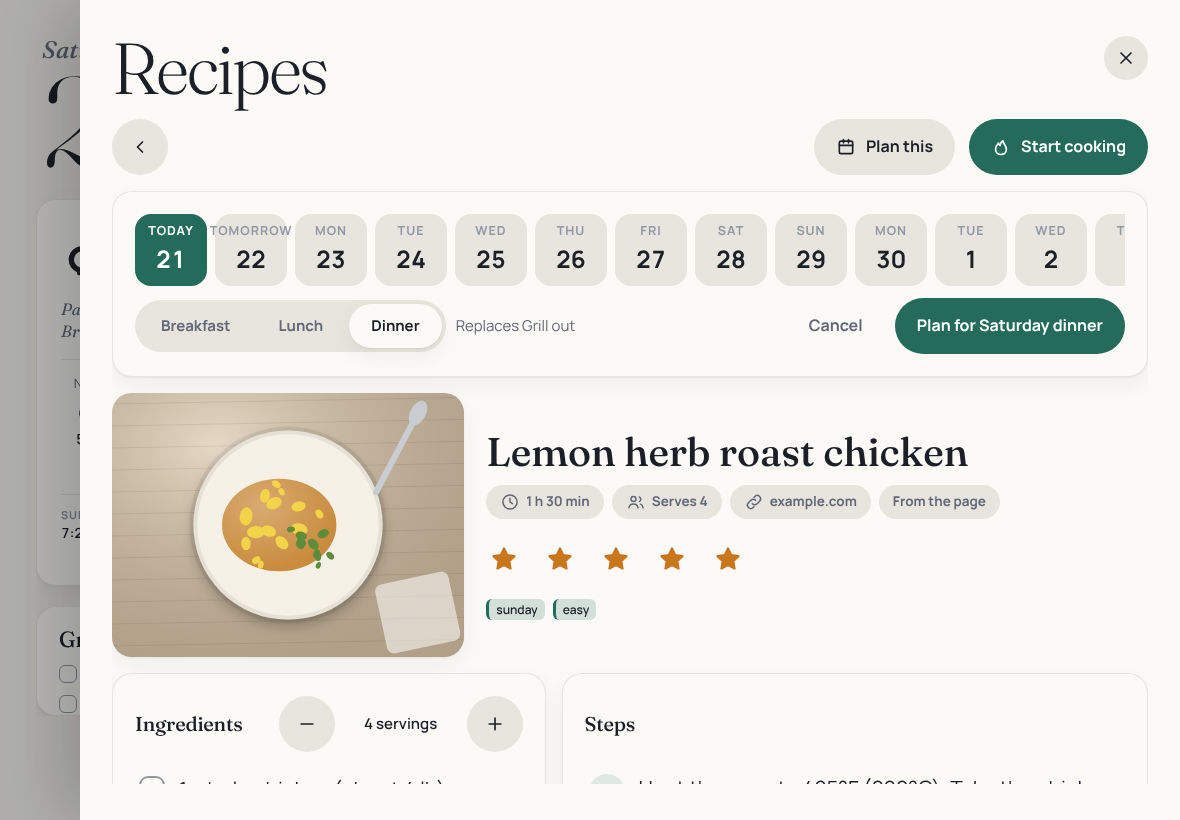 Recipes
Plan this
Start cooking
TODAY TOMORROW MON TUE WED THU FRI SAT SUN MON TUE WED
21 22 23 24 25 26 27 28 29 30 1 2
Breakfast Lunch Dinner Replaces Grill out
Cancel Plan for Saturday dinner
Lemon herb roast chicken
1 h 30 min Serves 4 example.com From the page
sunday easy
Ingredients 4 servings
Steps